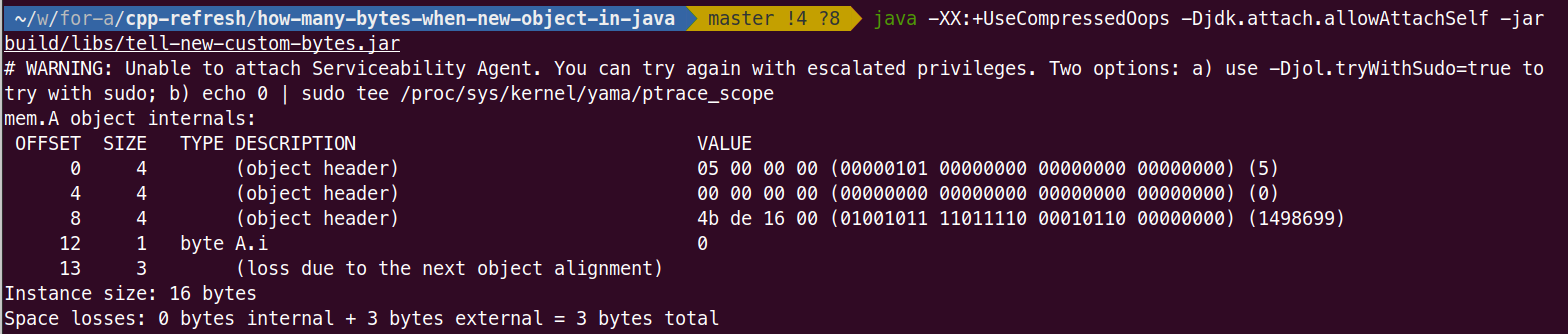 ~/w/for-a/cpp-refresh/how-many-bytes-when-new-object-in-java master !4 ?8 java -XX:+UseCompressedOops -Djdk.attach.allowAttachSelf -jar
build/libs/tell-new-custom-bytes.jar
# WARNING: Unable to attach Serviceability Agent. You can try again with escalated privileges. Two options: a) use -Djol.tryWithSudo=true to
try with sudo; b) echo 0 | sudo tee /proc/sys/kernel/yama/ptrace_scope
mem.A object internals:
OFFSET SIZE TYPE DESCRIPTION VALUE
0 4 (object header) 05 00 00 00 (00000101 00000000 00000000 00000000) (5)
4 4 (object header) 00 00 00 00 (00000000 00000000 00000000 00000000) (0)
8 4 (object header) 4b de 16 00 (01001011 11011110 00010110 00000000) (1498699)
12 1 byte A.i 0
13 3 (loss due to the next object alignment)
Instance size: 16 bytes
Space losses: 0 bytes internal + 3 bytes external = 3 bytes total